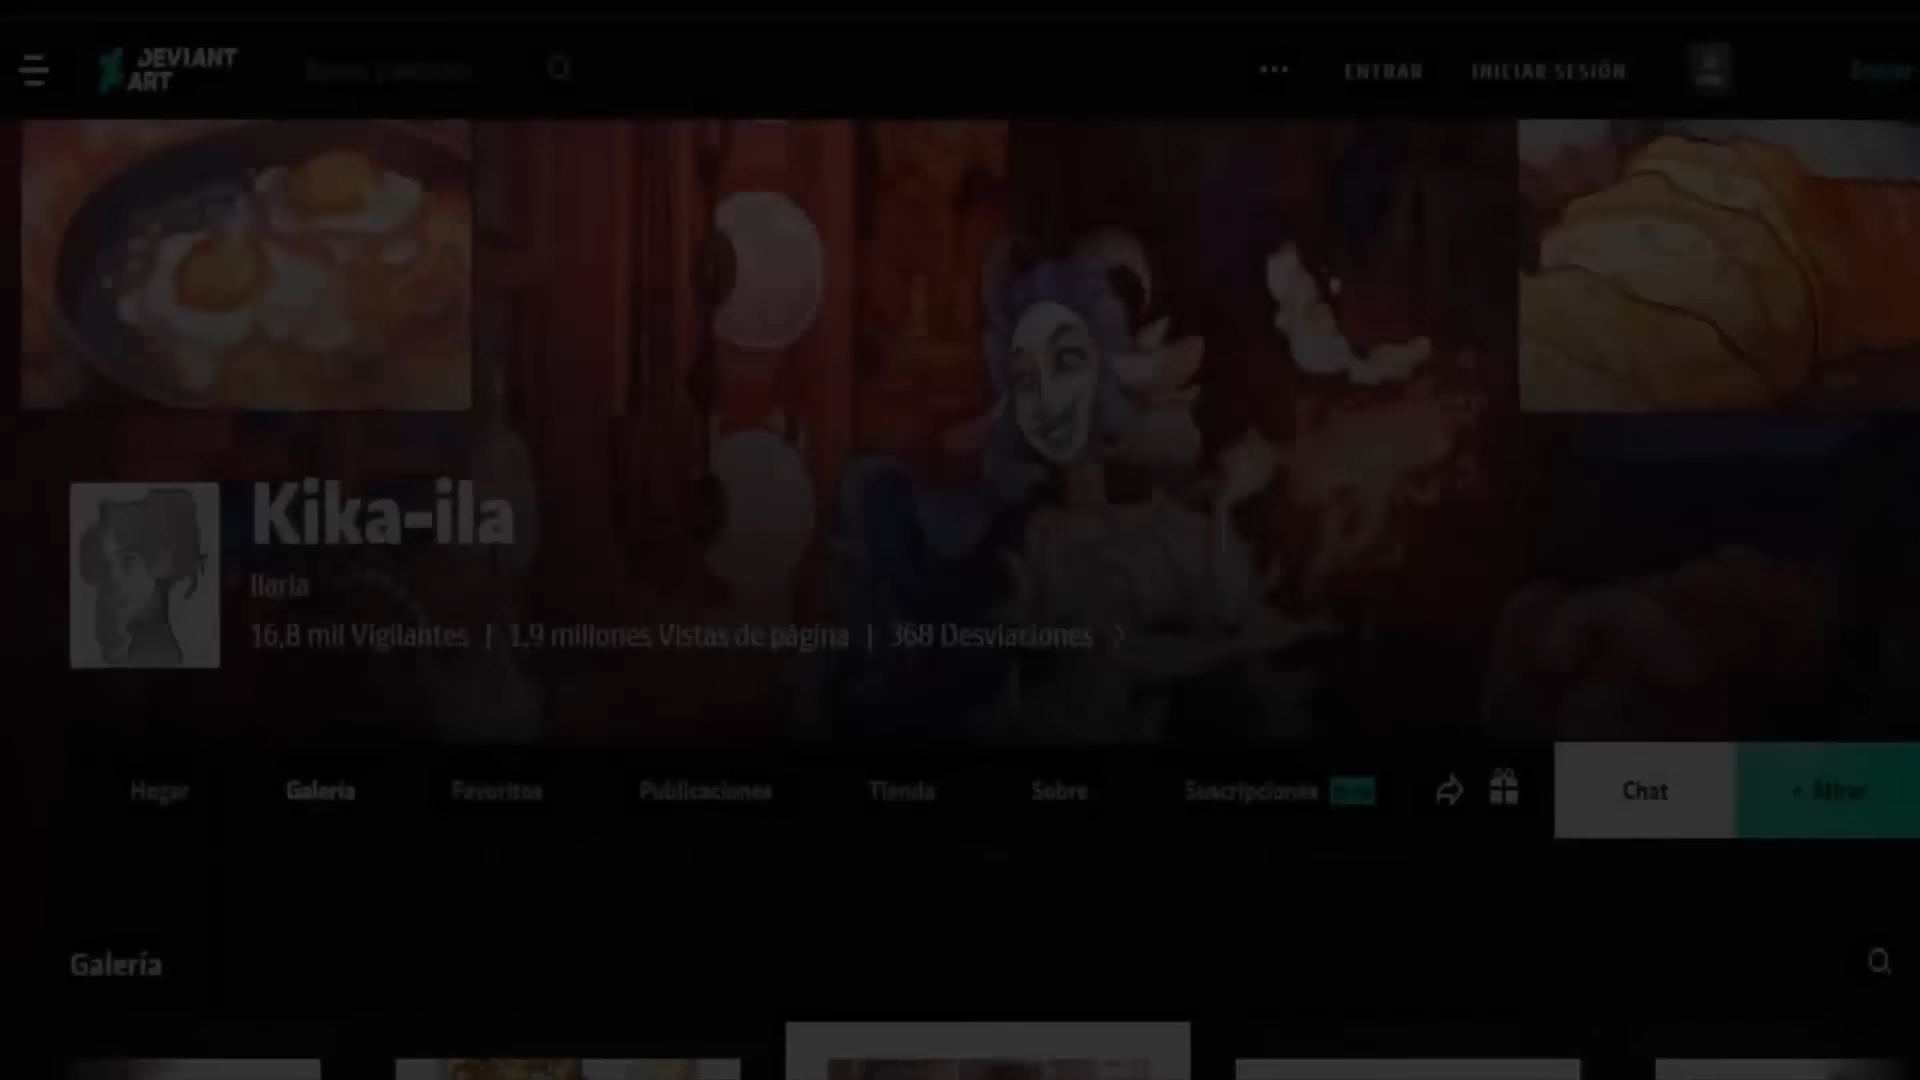 DEVIANT
ART
ENTRAR
INICIAR SESIÓN
Kika-ila
Ilaria
16,8 mil Vigilantes | 1,9 millones Vistas de página | 368 Desviaciones
Hogar
Galería
Favoritos
Publicaciones
Tienda
Sobre
Suscripciones
Chat
+ Mirar
Galería